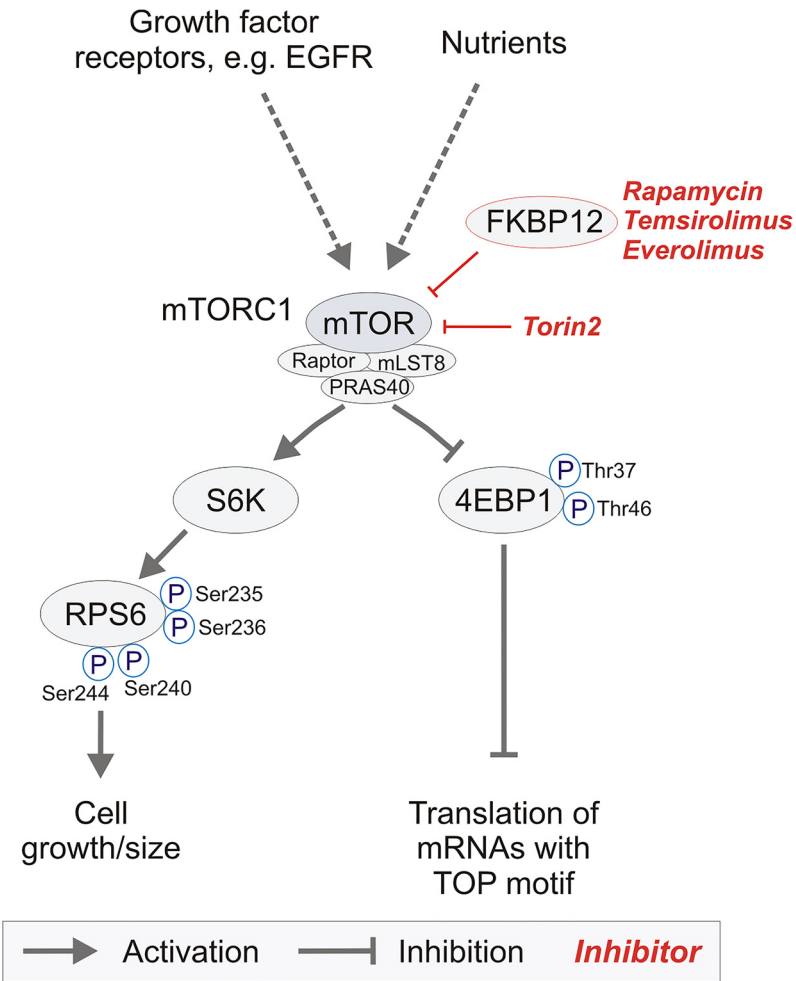 Growth factor
receptors, e.g. EGFR
Nutrients
FKBP12
Rapamycin
Temsirolimus
Everolimus
mTORC1
mTOR
Torin2
Raptor
mLST8
PRAS40
S6K
4EBP1
P Thr37
P Thr46
RPS6
P Ser235
P Ser236
P
Ser244
P
Ser240
Cell
growth/size
Translation of
mRNAs with
TOP motif
Activation
Inhibition
Inhibitor